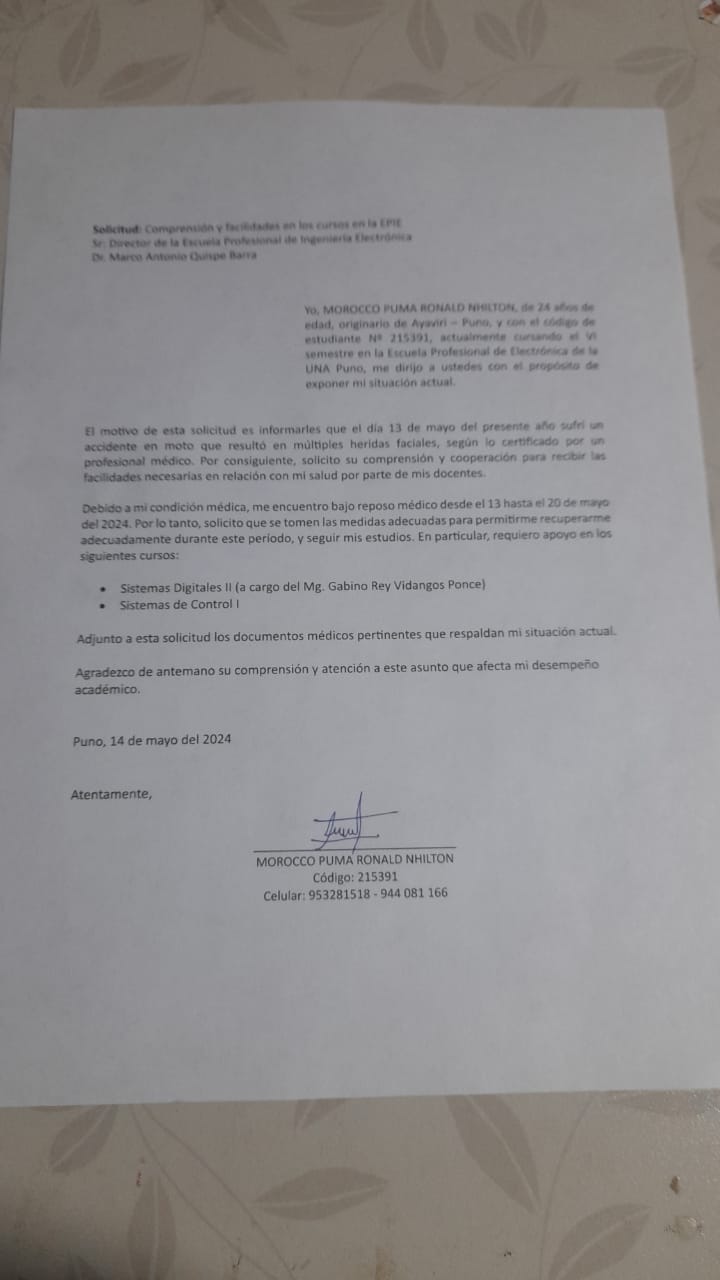 Solicitud: Comprensión y facilidades en los cursos en la EPIE
Sr: Director de la Escuela Profesional de Ingeniería Electrónica
Dr. Marco Antonio Quispe Barra
Yo, MOROCCO PUMA RONALD NHILTON, de 24 años de
edad, originario de Ayaviri – Puno, y con el código de
estudiante Nº 215391, actualmente cursando el VI
semestre en la Escuela Profesional de Electrónica de la
UNA Puno, me dirijo a ustedes con el propósito de
exponer mi situación actual.
El motivo de esta solicitud es informarles que el día 13 de mayo del presente año sufrí un
accidente en moto que resultó en múltiples heridas faciales, según lo certificado por un
profesional médico. Por consiguiente, solicito su comprensión y cooperación para recibir las
facilidades necesarias en relación con mi salud por parte de mis docentes.
Debido a mi condición médica, me encuentro bajo reposo médico desde el 13 hasta el 20 de mayo
del 2024. Por lo tanto, solicito que se tomen las medidas adecuadas para permitirme recuperarme
adecuadamente durante este período, y seguir mis estudios. En particular, requiero apoyo en los
siguientes cursos:
• Sistemas Digitales II (a cargo del Mg. Gabino Rey Vidangos Ponce)
• Sistemas de Control I
Adjunto a esta solicitud los documentos médicos pertinentes que respaldan mi situación actual.
Agradezco de antemano su comprensión y atención a este asunto que afecta mi desempeño
académico.
Puno, 14 de mayo del 2024
Atentamente,
MOROCCO PUMA RONALD NHILTON
Código: 215391
Celular: 953281518 - 944 081 166